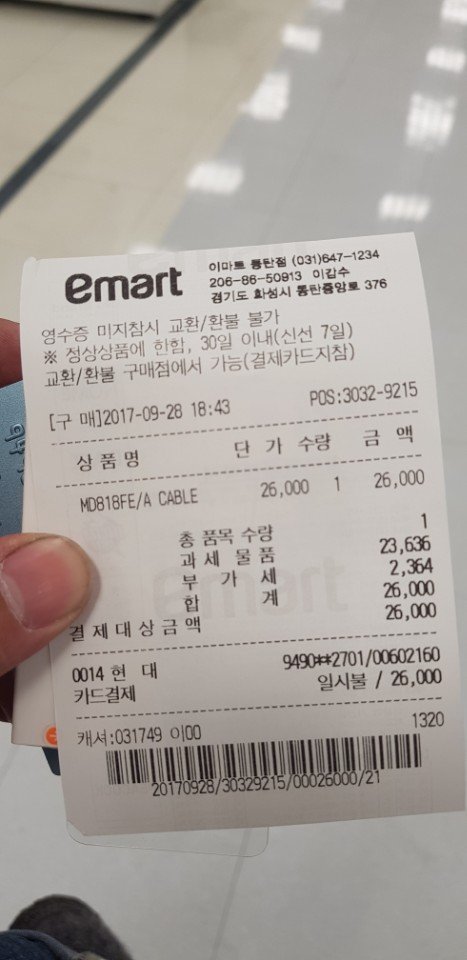 emart
이마트 동탄점 (031)647-1234
206-86-50913 이갑수
경기도 화성시 동탄중앙로 376
영수증 미지참시 교환/환불 불가
※ 정상상품에 한함, 30일 이내(신선 7일)
교환/환불 구매점에서 가능(결제카드지참)
[구 매]2017-09-28 18:43 POS:3032-9215
상품명 단 가 수량 금 액
MD818FE/A CABLE 26,000 1 26,000
총 품목 수량 1
과 세 물 품 23,636
부 가 세 2,364
합 계 26,000
결제대상금액 26,000
0014 현 대 9490**2701/00602160
카드결제 일시불 / 26,000
캐셔:031749 이00 1320
20170928/30329215/00026000/21